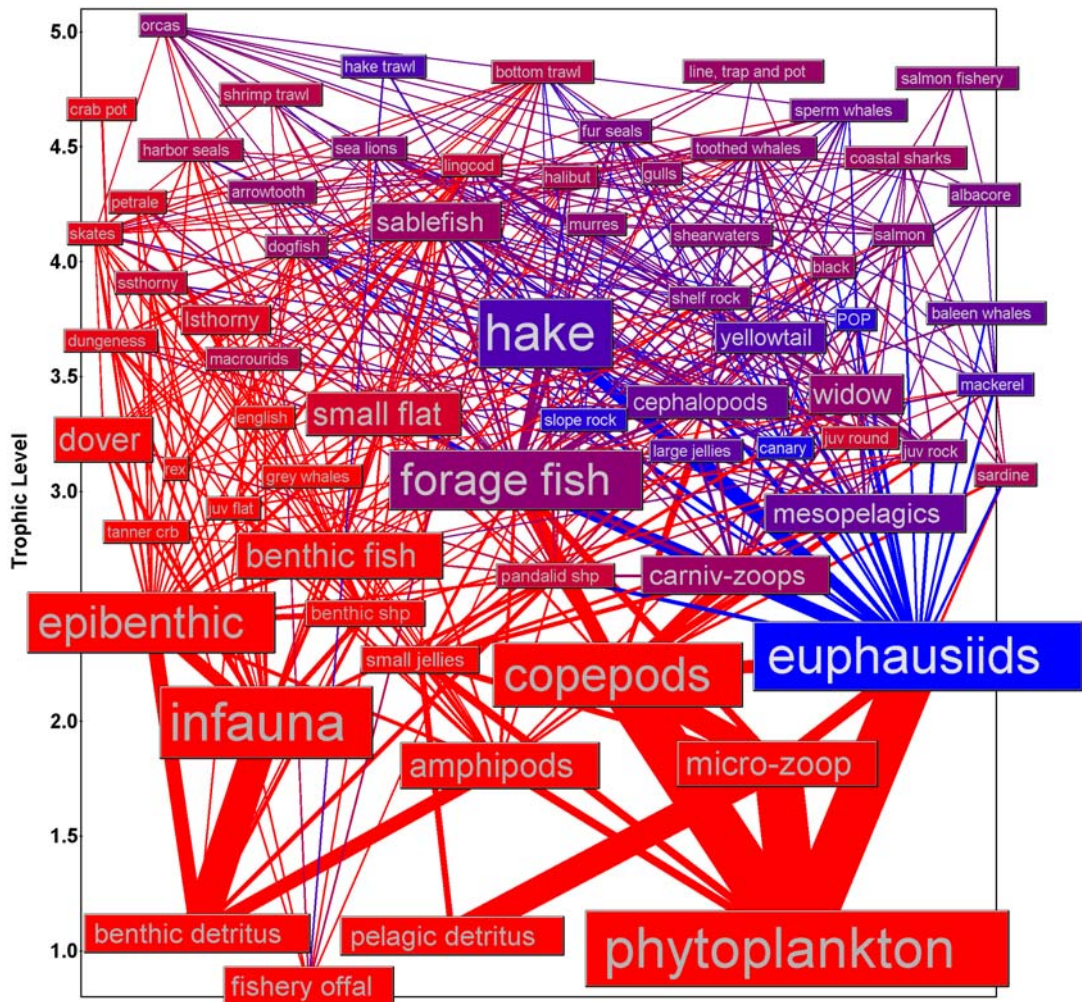 5.0
orcas
hake trawl
bottom trawl
line, trap and pot
salmon fishery
shrimp trawl
crab pot
sperm whales
fur seals
4.5
harbor seals
sea lions
toothed whales
coastal sharks
lingcod
halibut
gulls
arrowtooth
albacore
petrale
sablefish
murres
skates
dogfish
shearwaters
salmon
4.0
black
ssthorny
shelf rock
lsthorny
hake
POP
baleen whales
dungeness
yellowtail
macrourids
3.5
mackerel
cephalopods
widow
english
small flat
slope rock
dover
juv round
large jellies
canary
juv rock
rex
grey whales
forage fish
sardine
3.0
juv flat
mesopelagics
tanner crb
benthic fish
pandalid shp
carniv-zoops
Trophic Level
epibenthic
benthic shp
euphausiids
small jellies
copepods
infauna
2.0
amphipods
micro-zoop
1.5
benthic detritus
pelagic detritus
phytoplankton
1.0
fishery offal